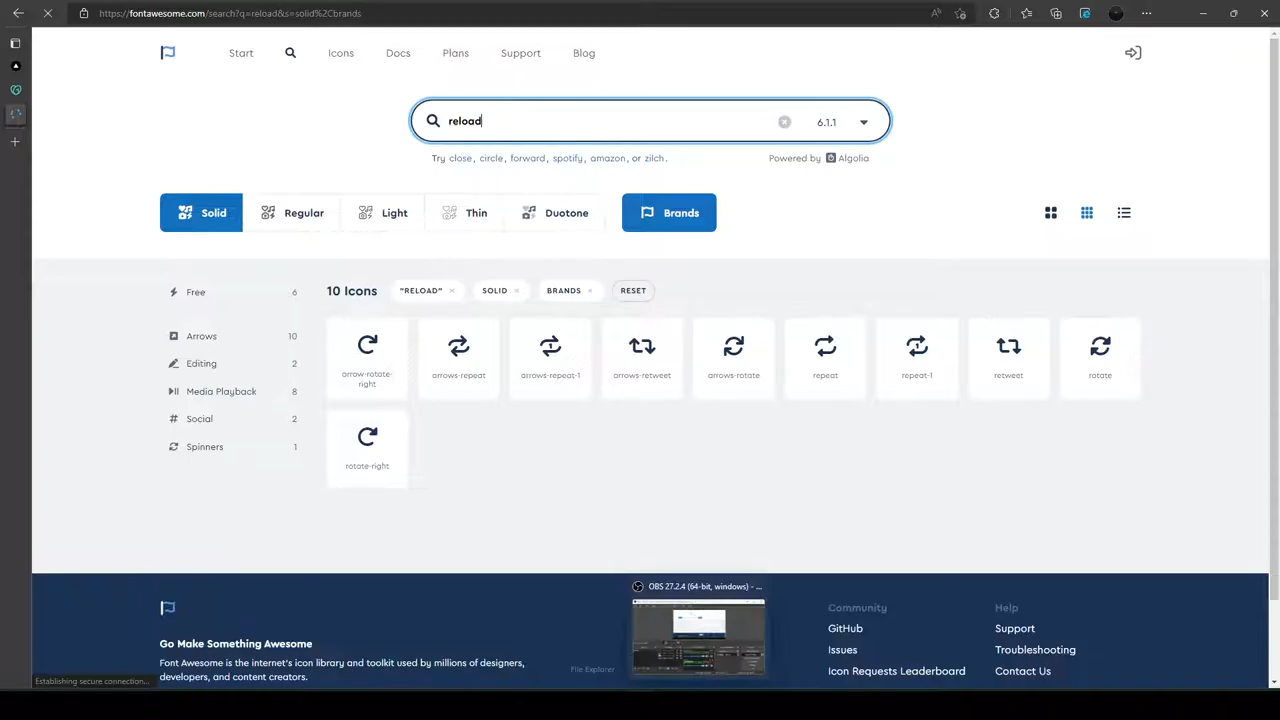 https://fontawesome.com/search?q=reload&s=solid%2Cbrands
Start
Icons
Docs
Plans
Support
Blog
reload
6.1.1
Try close, circle, forward, spotify, amazon, or zilch.
Powered by Algolia
Solid
Regular
Light
Thin
Duotone
Brands
Free 6
Arrows 10
Editing 2
Media Playback 8
Social 2
Spinners 1
10 Icons
"RELOAD" ×
SOLID ×
BRANDS ×
RESET
arrow-rotate-
right
arrows-repeat
arrows-repeat-1
arrows-retweet
arrows-rotate
repeat
repeat-1
retweet
rotate
rotate-right
OBS 27.2.4 (64-bit, windows) - ...
Go Make Something Awesome
Font Awesome is the internet's icon library and toolkit used by millions of designers,
developers, and content creators.
File Explorer
Community
GitHub
Issues
Icon Requests Leaderboard
Help
Support
Troubleshooting
Contact Us
Establishing secure connection...